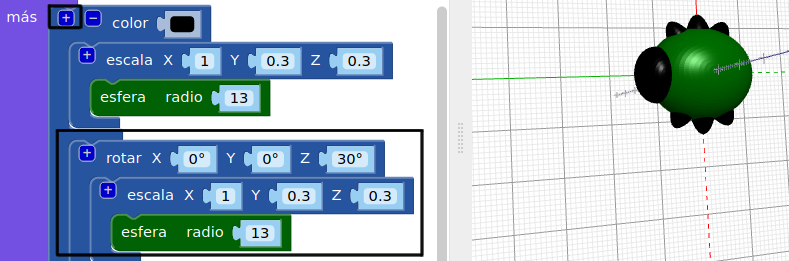 más + − color
+ escala X 1 Y 0.3 Z 0.3
esfera radio 13
+ rotar X 0° Y 0° Z 30°
+ escala X 1 Y 0.3 Z 0.3
esfera radio 13